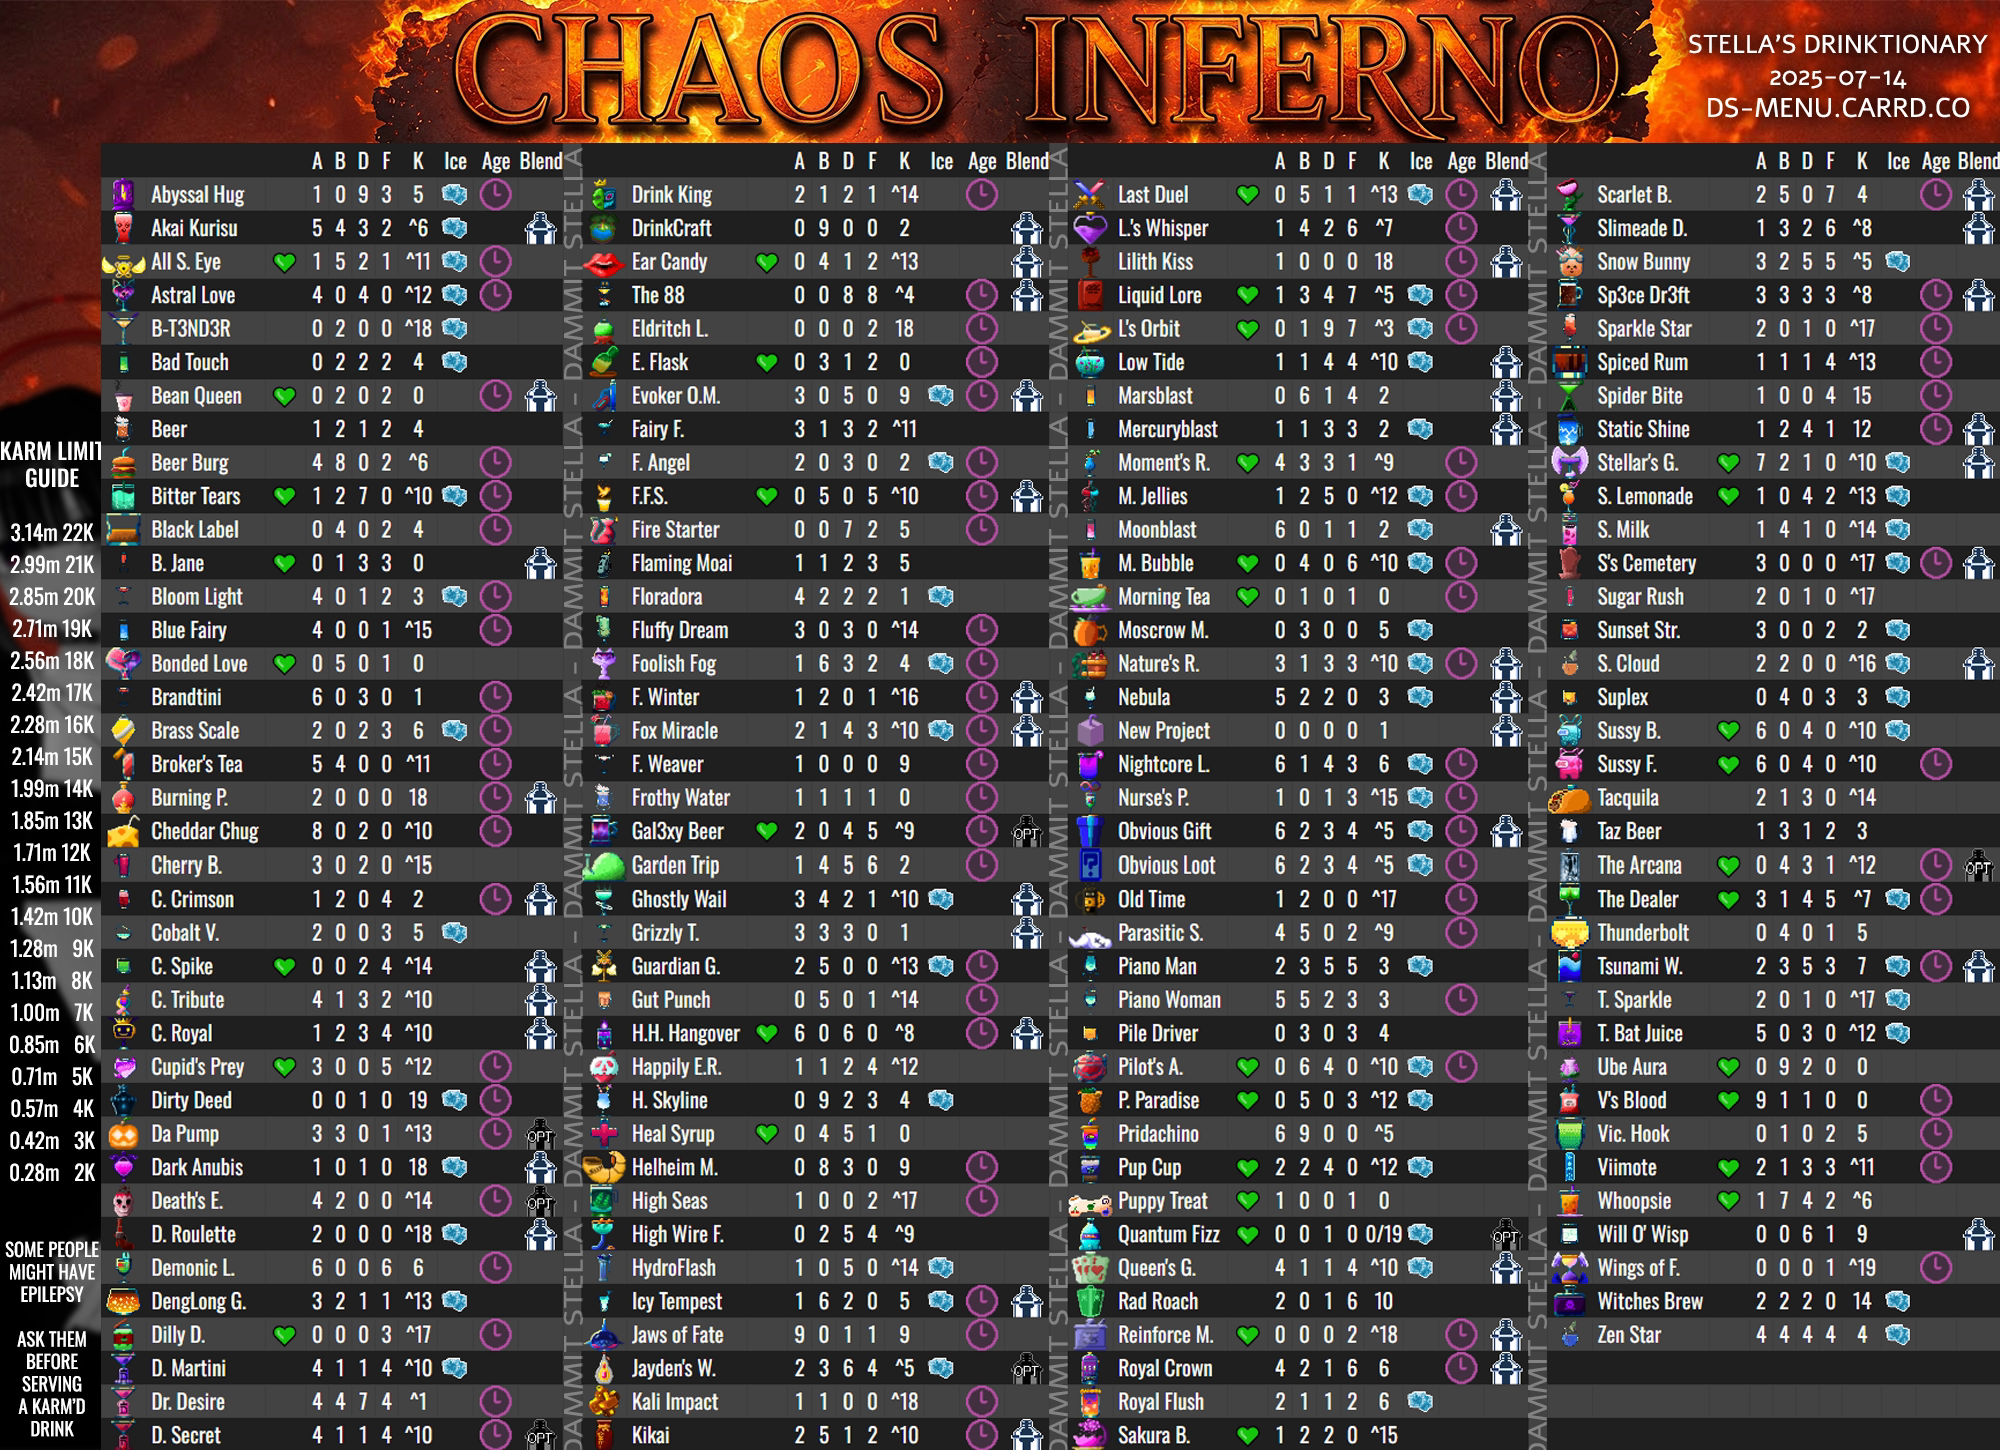 CHAOS INFERNO
STELLA'S DRINKTIONARY
2025-07-14
DS-MENU.CARRD.CO
KARM LIMIT
GUIDE
3.14m 22K
2.99m 21K
2.85m 20K
2.71m 19K
2.56m 18K
2.42m 17K
2.28m 16K
2.14m 15K
1.99m 14K
1.85m 13K
1.71m 12K
1.56m 11K
1.42m 10K
1.28m 9K
1.13m 8K
1.00m 7K
0.85m 6K
0.71m 5K
0.57m 4K
0.42m 3K
0.28m 2K
SOME PEOPLE
MIGHT HAVE
EPILEPSY
ASK THEM
BEFORE
SERVING
A KARM'D
DRINK
A B D F K Ice Age Blend
Abyssal Hug 1 0 9 3 5
Akai Kurisu 5 4 3 2 ^6
All S. Eye 1 5 2 1 ^11
Astral Love 4 0 4 0 ^12
B-T3ND3R 0 2 0 0 ^18
Bad Touch 0 2 2 2 4
Bean Queen 0 2 0 2 0
Beer 1 2 1 2 4
Beer Burg 4 8 0 2 ^6
Bitter Tears 1 2 7 0 ^10
Black Label 0 4 0 2 4
B. Jane 0 1 3 3 0
Bloom Light 4 0 1 2 3
Blue Fairy 4 0 0 1 ^15
Bonded Love 0 5 0 1 0
Brandtini 6 0 3 0 1
Brass Scale 2 0 2 3 6
Broker's Tea 5 4 0 0 ^11
Burning P. 2 0 0 0 18
Cheddar Chug 8 0 2 0 ^10
Cherry B. 3 0 2 0 ^15
C. Crimson 1 2 0 4 2
Cobalt V. 2 0 0 3 5
C. Spike 0 0 2 4 ^14
C. Tribute 4 1 3 2 ^10
C. Royal 1 2 3 4 ^10
Cupid's Prey 3 0 0 5 ^12
Dirty Deed 0 0 1 0 19
Da Pump 3 3 0 1 ^13 OPT
Dark Anubis 1 0 1 0 18
Death's E. 4 2 0 0 ^14 OPT
D. Roulette 2 0 0 0 ^18
Demonic L. 6 0 0 6 6
DengLong G. 3 2 1 1 ^13
Dilly D. 0 0 0 3 ^17
D. Martini 4 1 1 4 ^10
Dr. Desire 4 4 7 4 ^1
D. Secret 4 1 1 4 ^10 OPT
DAMMIT STELLA - DAMMIT STELLA - DAMMIT STELLA - DAMMIT STELLA
A B D F K Ice Age Blend
Drink King 2 1 2 1 ^14
DrinkCraft 0 9 0 0 2
Ear Candy 0 4 1 2 ^13
The 88 0 0 8 8 ^4
Eldritch L. 0 0 0 2 18
E. Flask 0 3 1 2 0
Evoker O.M. 3 0 5 0 9
Fairy F. 3 1 3 2 ^11
F. Angel 2 0 3 0 2
F.F.S. 0 5 0 5 ^10
Fire Starter 0 0 7 2 5
Flaming Moai 1 1 2 3 5
Floradora 4 2 2 2 1
Fluffy Dream 3 0 3 0 ^14
Foolish Fog 1 6 3 2 4
F. Winter 1 2 0 1 ^16
Fox Miracle 2 1 4 3 ^10
F. Weaver 1 0 0 0 9
Frothy Water 1 1 1 1 0
Gal3xy Beer 2 0 4 5 ^9 OPT
Garden Trip 1 4 5 6 2
Ghostly Wail 3 4 2 1 ^10
Grizzly T. 3 3 3 0 1
Guardian G. 2 5 0 0 ^13
Gut Punch 0 5 0 1 ^14
H.H. Hangover 6 0 6 0 ^8
Happily E.R. 1 1 2 4 ^12
H. Skyline 0 9 2 3 4
Heal Syrup 0 4 5 1 0
Helheim M. 0 8 3 0 9
High Seas 1 0 0 2 ^17
High Wire F. 0 2 5 4 ^9
HydroFlash 1 0 5 0 ^14
Icy Tempest 1 6 2 0 5
Jaws of Fate 9 0 1 1 9
Jayden's W. 2 3 6 4 ^5 OPT
Kali Impact 1 1 0 0 ^18
Kikai 2 5 1 2 ^10
DAMMIT STELLA - DAMMIT STELLA - DAMMIT STELLA - DAMMIT STELLA
A B D F K Ice Age Blend
Last Duel 0 5 1 1 ^13
L.'s Whisper 1 4 2 6 ^7
Lilith Kiss 1 0 0 0 18
Liquid Lore 1 3 4 7 ^5
L's Orbit 0 1 9 7 ^3
Low Tide 1 1 4 4 ^10
Marsblast 0 6 1 4 2
Mercuryblast 1 1 3 3 2
Moment's R. 4 3 3 1 ^9
M. Jellies 1 2 5 0 ^12
Moonblast 6 0 1 1 2
M. Bubble 0 4 0 6 ^10
Morning Tea 0 1 0 1 0
Moscrow M. 0 3 0 0 5
Nature's R. 3 1 3 3 ^10
Nebula 5 2 2 0 3
New Project 0 0 0 0 1
Nightcore L. 6 1 4 3 6
Nurse's P. 1 0 1 3 ^15
Obvious Gift 6 2 3 4 ^5
Obvious Loot 6 2 3 4 ^5
Old Time 1 2 0 0 ^17
Parasitic S. 4 5 0 2 ^9
Piano Man 2 3 5 5 3
Piano Woman 5 5 2 3 3
Pile Driver 0 3 0 3 4
Pilot's A. 0 6 4 0 ^10
P. Paradise 0 5 0 3 ^12
Pridachino 6 9 0 0 ^5
Pup Cup 2 2 4 0 ^12
Puppy Treat 1 0 0 1 0
Quantum Fizz 0 0 1 0 0/19 OPT
Queen's G. 4 1 1 4 ^10
Rad Roach 2 0 1 6 10
Reinforce M. 0 0 0 2 ^18
Royal Crown 4 2 1 6 6
Royal Flush 2 1 1 2 6
Sakura B. 1 2 2 0 ^15
DAMMIT STELLA - DAMMIT STELLA - DAMMIT STELLA - DAMMIT STELLA
A B D F K Ice Age Blend
Scarlet B. 2 5 0 7 4
Slimeade D. 1 3 2 6 ^8
Snow Bunny 3 2 5 5 ^5
Sp3ce Dr3ft 3 3 3 3 ^8
Sparkle Star 2 0 1 0 ^17
Spiced Rum 1 1 1 4 ^13
Spider Bite 1 0 0 4 15
Static Shine 1 2 4 1 12
Stellar's G. 7 2 1 0 ^10
S. Lemonade 1 0 4 2 ^13
S. Milk 1 4 1 0 ^14
S's Cemetery 3 0 0 0 ^17
Sugar Rush 2 0 1 0 ^17
Sunset Str. 3 0 0 2 2
S. Cloud 2 2 0 0 ^16
Suplex 0 4 0 3 3
Sussy B. 6 0 4 0 ^10
Sussy F. 6 0 4 0 ^10
Tacquila 2 1 3 0 ^14
Taz Beer 1 3 1 2 3
The Arcana 0 4 3 1 ^12 OPT
The Dealer 3 1 4 5 ^7
Thunderbolt 0 4 0 1 5
Tsunami W. 2 3 5 3 7
T. Sparkle 2 0 1 0 ^17
T. Bat Juice 5 0 3 0 ^12
Ube Aura 0 9 2 0 0
V's Blood 9 1 1 0 0
Vic. Hook 0 1 0 2 5
Viimote 2 1 3 3 ^11
Whoopsie 1 7 4 2 ^6
Will O' Wisp 0 0 6 1 9
Wings of F. 0 0 0 1 ^19
Witches Brew 2 2 2 0 14
Zen Star 4 4 4 4 4